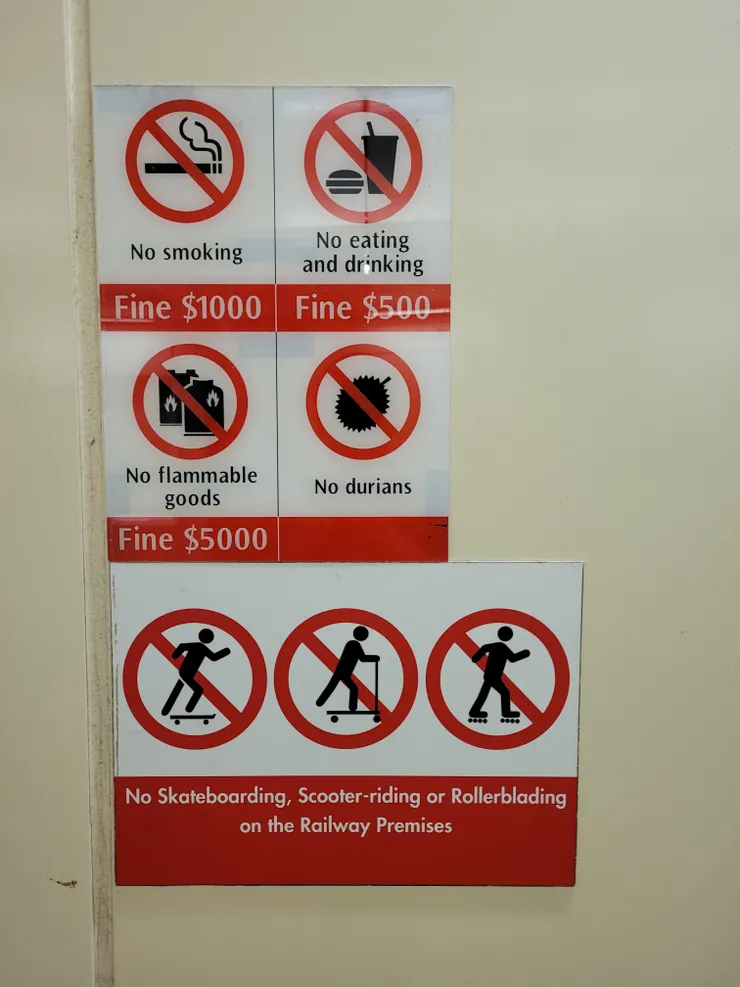 No smoking
No eating
and drinking
Fine $1000
Fine $500
No flammable
goods
No durians
Fine $5000
No Skateboarding, Scooter-riding or Rollerblading
on the Railway Premises